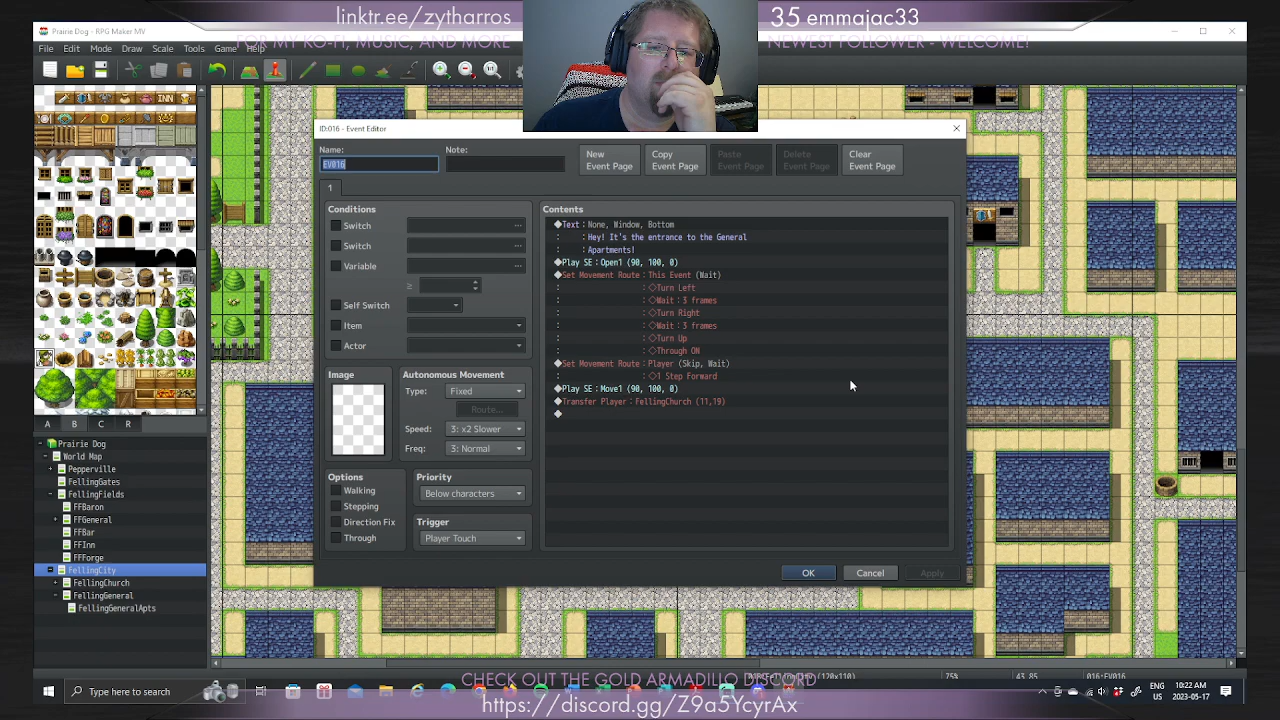 linktr.ee/zytharros
35 emmajac33
Prairie Dog - RPG Maker MV
FOR MY KO-FI, MUSIC, AND MORE
NEWEST FOLLOWER - WELCOME!
File Edit Mode Draw Scale Tools Game Help
ID:016 - Event Editor
Name:
Note:
EV016
New Event Page
Copy Event Page
Paste Event Page
Delete Event Page
Clear Event Page
1
Conditions
Switch
Switch
Variable
≥
Self Switch
Item
Actor
Image
Autonomous Movement
Type: Fixed
Route...
Speed: 3: x2 Slower
Freq: 3: Normal
Options
Walking
Stepping
Direction Fix
Through
Priority
Below characters
Trigger
Player Touch
Contents
◆Text：None, Window, Bottom
：　　：Hey! It's the entrance to the General
：　　：Apartments!
◆Play SE：Open1 (90, 100, 0)
◆Set Movement Route：This Event (Wait)
：　　：◇Turn Left
：　　：◇Wait：3 frames
：　　：◇Turn Right
：　　：◇Wait：3 frames
：　　：◇Turn Up
：　　：◇Through ON
◆Set Movement Route：Player (Skip, Wait)
：　　：◇1 Step Forward
◆Play SE：Move1 (90, 100, 0)
◆Transfer Player：FellingChurch (11,19)
◆
OK
Cancel
Apply
A B C R
Prairie Dog
World Map
Pepperville
FellingGates
FellingFields
FFBaron
FFGeneral
FFBar
FFInn
FFForge
FellingCity
FellingChurch
FellingGeneral
FellingGeneralApts
INN
75%
43,85
016:EV016
CHECK OUT THE GOLD ARMADILLO DISCORD
Type here to search
ENG
US
10:22 AM
2023-05-17
https://discord.gg/Z9a5YcyrAx